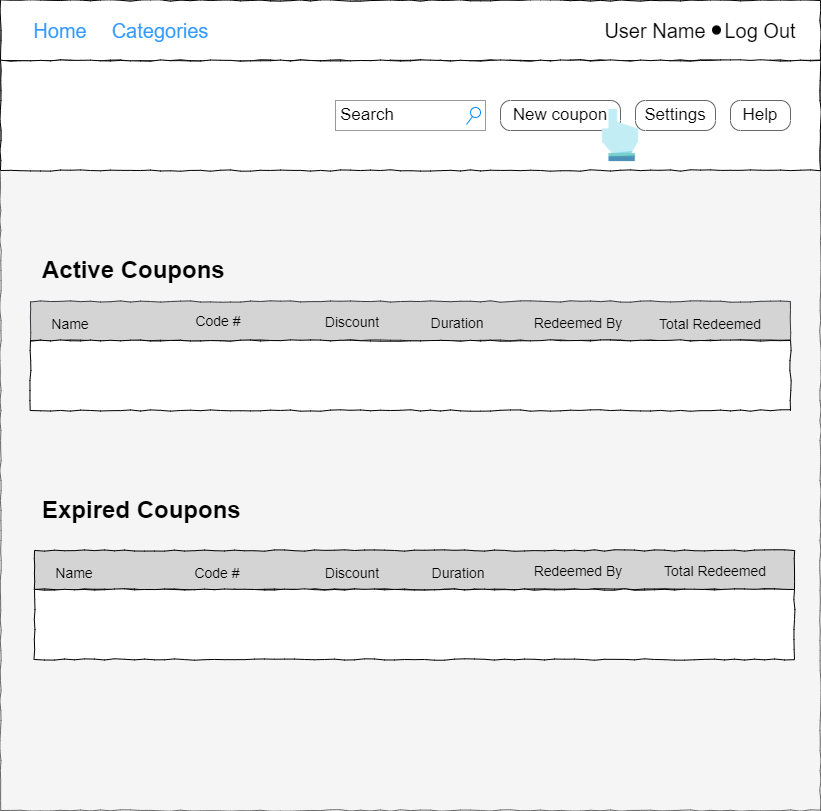 Home Categories User Name • Log Out
Search New coupon Settings Help
Active Coupons
Name Code # Discount Duration Redeemed By Total Redeemed
Expired Coupons
Name Code # Discount Duration Redeemed By Total Redeemed